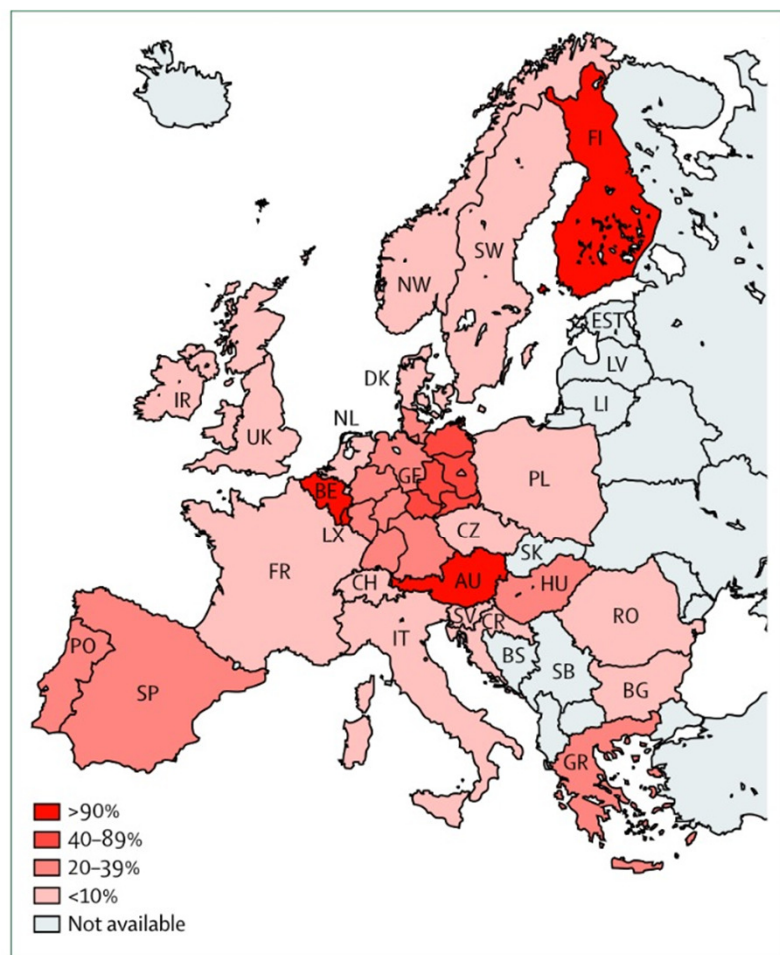 FI
SW
NW
EST
LV
DK
LI
IR
NL
UK
GE
PL
BE
LX
CZ
SK
FR
CH
AU
HU
SV
CR
RO
IT
PO
BS
SB
SP
BG
GR
>90%
40–89%
20–39%
<10%
Not available